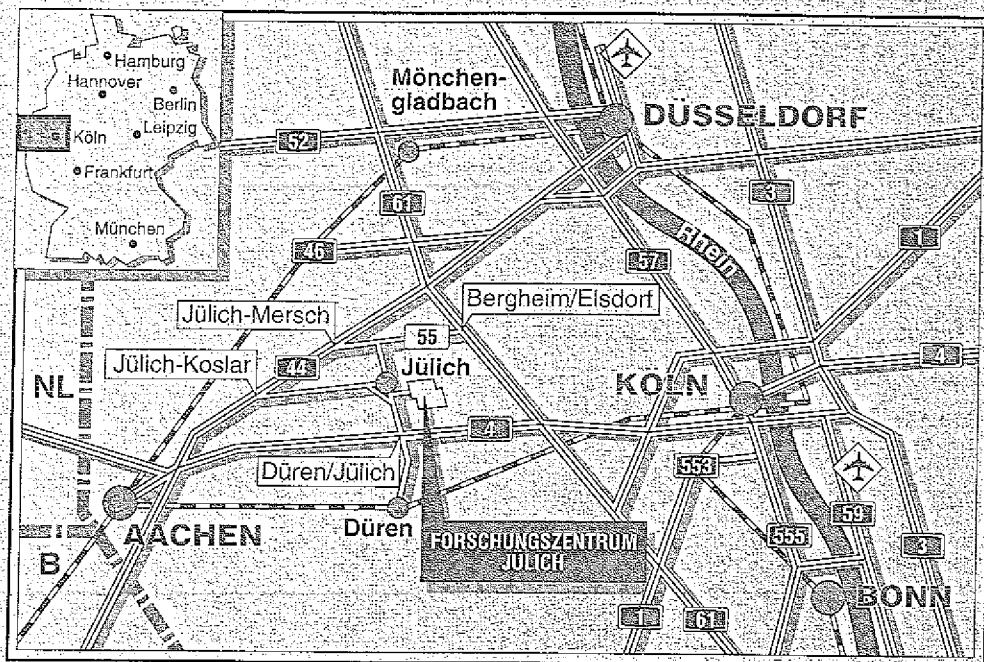 Hamburg
Hannover
Berlin
Köln
Leipzig
Frankfurt
München
Mönchen-
gladbach
DÜSSELDORF
52
61
3
1
46
57
Rhein
Bergheim/Elsdorf
Jülich-Mersch
55
Jülich-Koslar
44
Jülich
4
NL
KÖLN
4
553
Düren/Jülich
Düren
AACHEN
B
FORSCHUNGSZENTRUM
JÜLICH
59
555
3
BONN
1
61